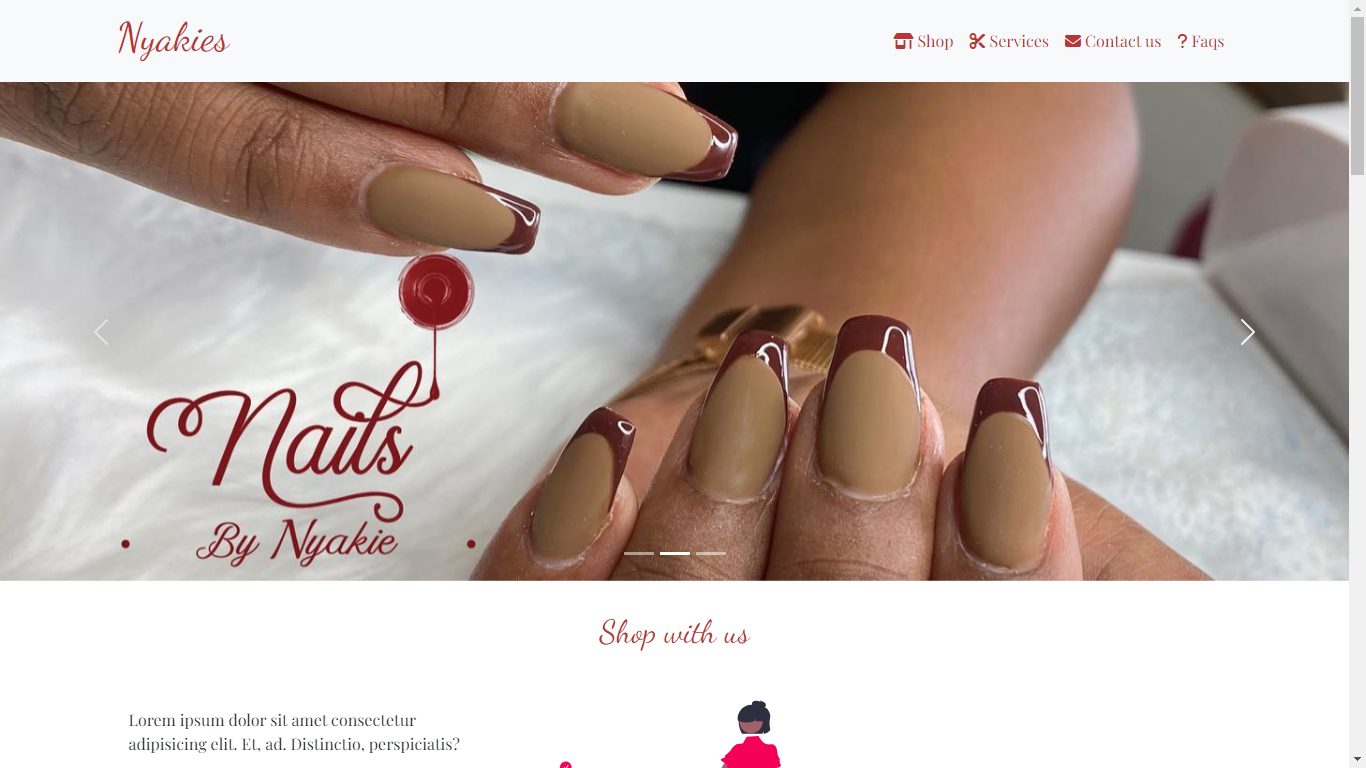 Nyakies
Shop Services Contact us ? Faqs
Nails
By Nyakie
Shop with us
Lorem ipsum dolor sit amet consectetur
adipisicing elit. Et, ad. Distinctio, perspiciatis?